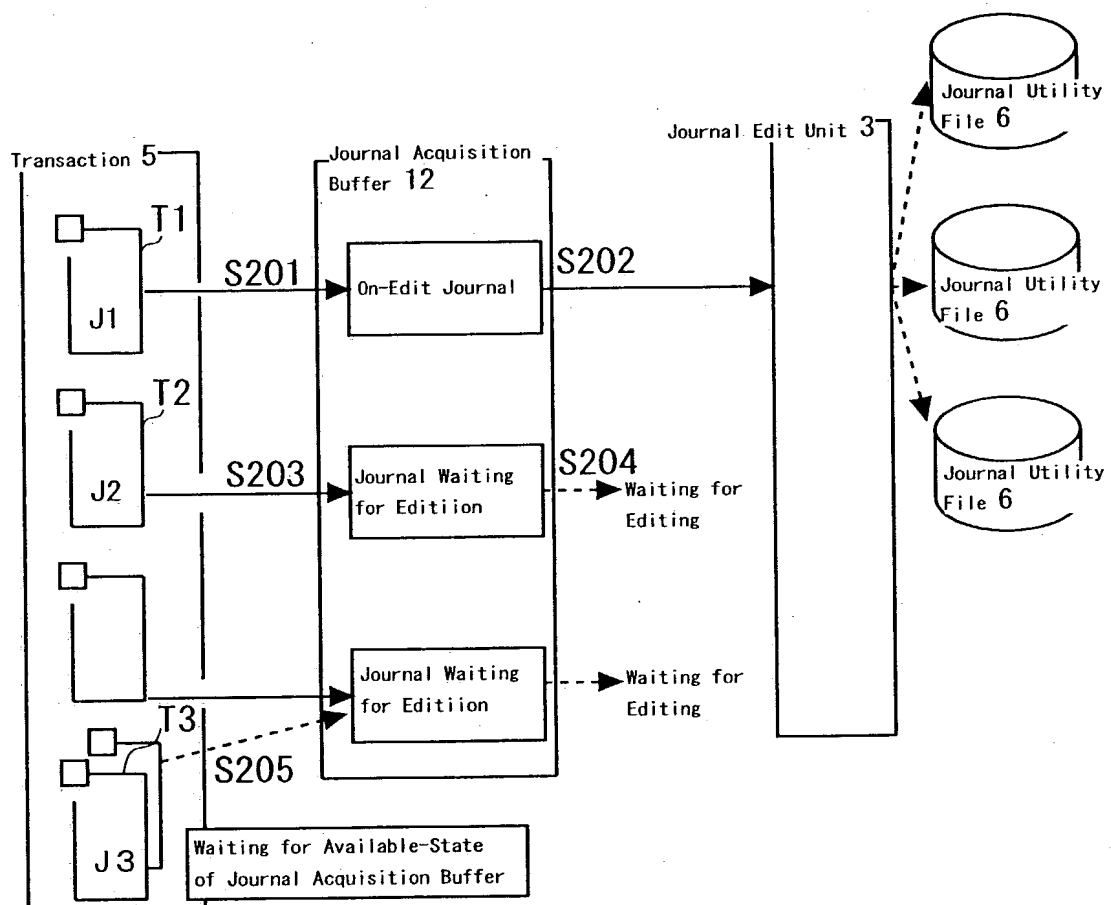 Journal Utility
File 6
Journal Edit Unit 3
Transaction 5
Journal Acquisition
Buffer 12
T1
S201
On-Edit Journal
S202
J1
Journal Utility
File 6
T2
S203
Journal Waiting
for Editiion
S204
Waiting for
Editing
J2
Journal Utility
File 6
Journal Waiting
for Editiion
Waiting for
Editing
T3
S205
J3
Waiting for Available-State
of Journal Acquisition Buffer